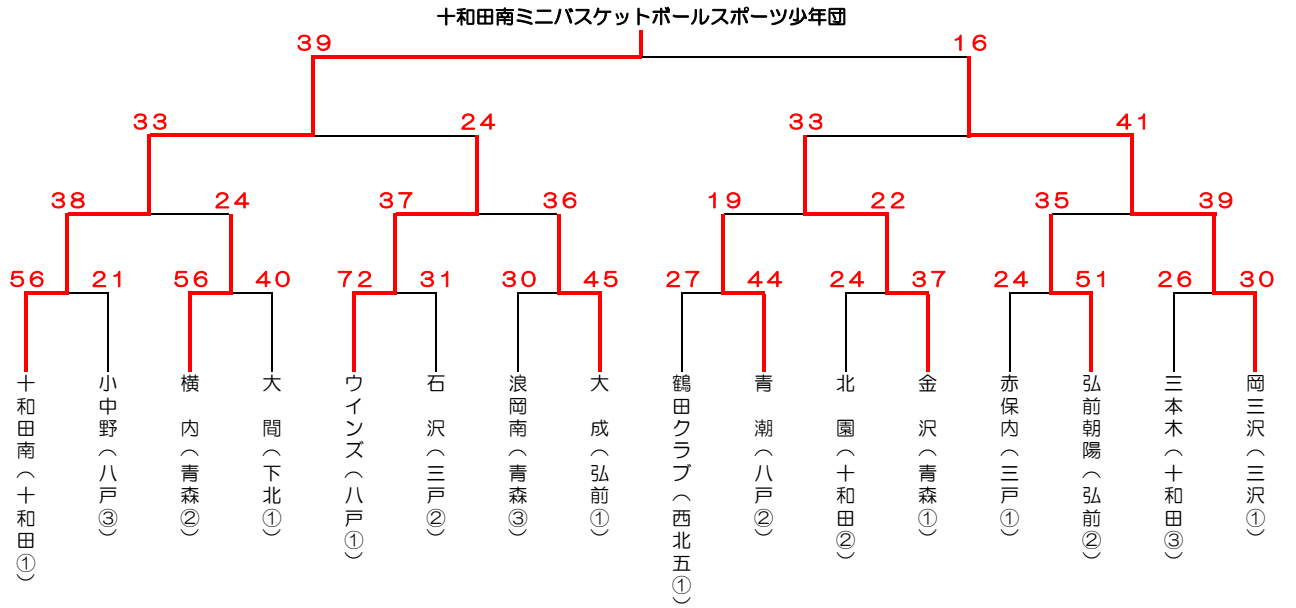 十和田南ミニバスケットボールスポーツ少年団
39 16
33 24 33 41
38 24 37 36 19 22 35 39
56 21 56 40 72 31 30 45 27 44 24 37 24 51 26 30
十和田南(十和田①)
小中野(八戸③)
横 内(青森②)
大 間(下北①)
ウインズ(八戸①)
石 沢(三戸②)
浪岡南(青森③)
大 成(弘前①)
鶴田クラブ(西北五①)
青 潮(八戸②)
北 園(十和田②)
金 沢(青森①)
赤保内(三戸①)
弘前朝陽(弘前②)
三本木(十和田③)
岡三沢(三沢①)